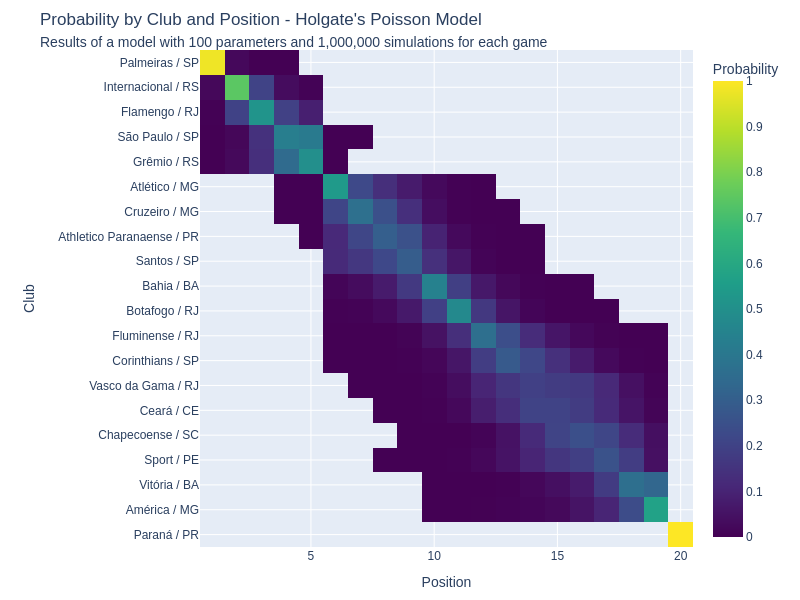 Probability by Club and Position - Holgate's Poisson Model
Results of a model with 100 parameters and 1,000,000 simulations for each game
Probability
Palmeiras / SP
Internacional / RS
Flamengo / RJ
São Paulo / SP
Grêmio / RS
Atlético / MG
Cruzeiro / MG
Athletico Paranaense / PR
Santos / SP
Bahia / BA
Botafogo / RJ
Fluminense / RJ
Corinthians / SP
Vasco da Gama / RJ
Ceará / CE
Chapecoense / SC
Sport / PE
Vitória / BA
América / MG
Paraná / PR
Club
5
10
15
20
Position
1
0.9
0.8
0.7
0.6
0.5
0.4
0.3
0.2
0.1
0